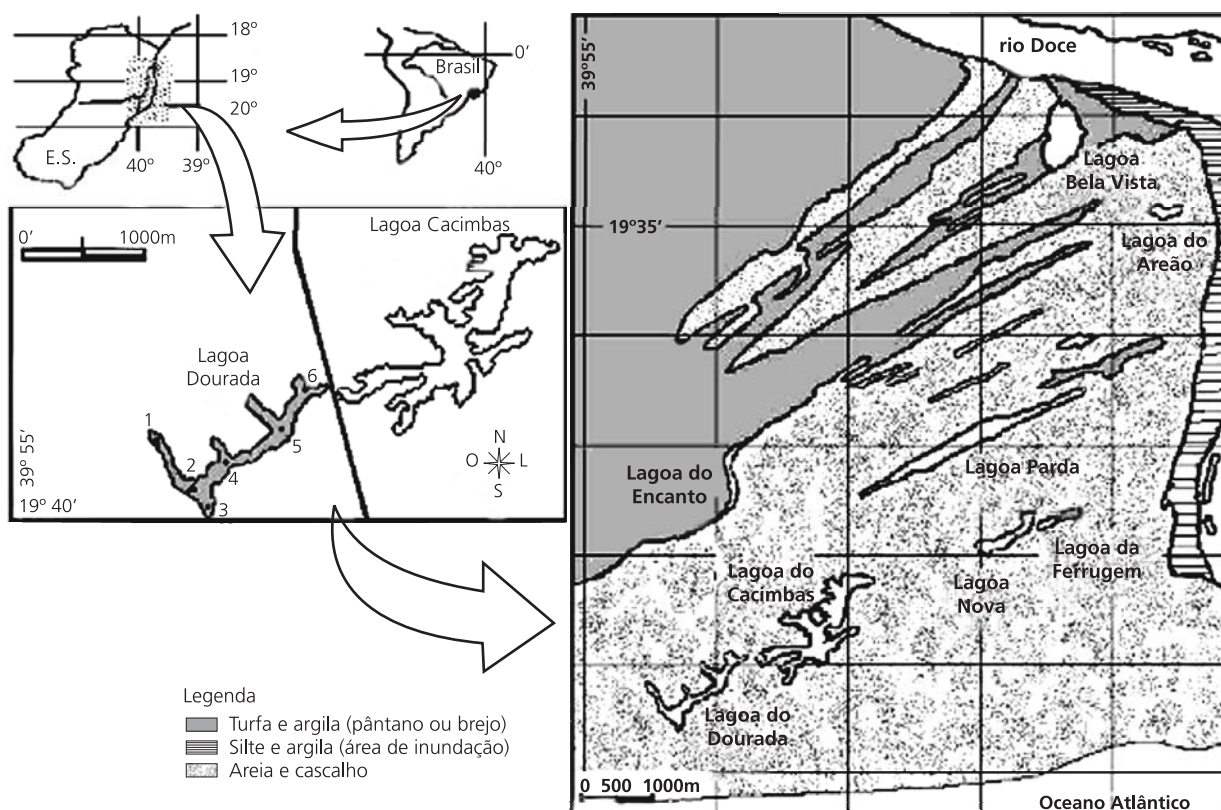 18º
19º
20º
E.S.
40º
39º
0'
Brasil
40º
0'
1000m
Lagoa Cacimbas
Lagoa
Dourada
6
1
5
2
4
3
39º 55'
19º 40'
N
O
L
S
Legenda
Turfa e argila (pântano ou brejo)
Silte e argila (área de inundação)
Areia e cascalho
39º55'
rio Doce
Lagoa
Bela Vista
19º35'
Lagoa do
Areão
Lagoa do
Encanto
Lagoa Parda
Lagoa da
Ferrugem
Lagoa do
Cacimbas
Lagoa
Nova
Lagoa do
Dourada
0 500 1000m
Oceano Atlântico